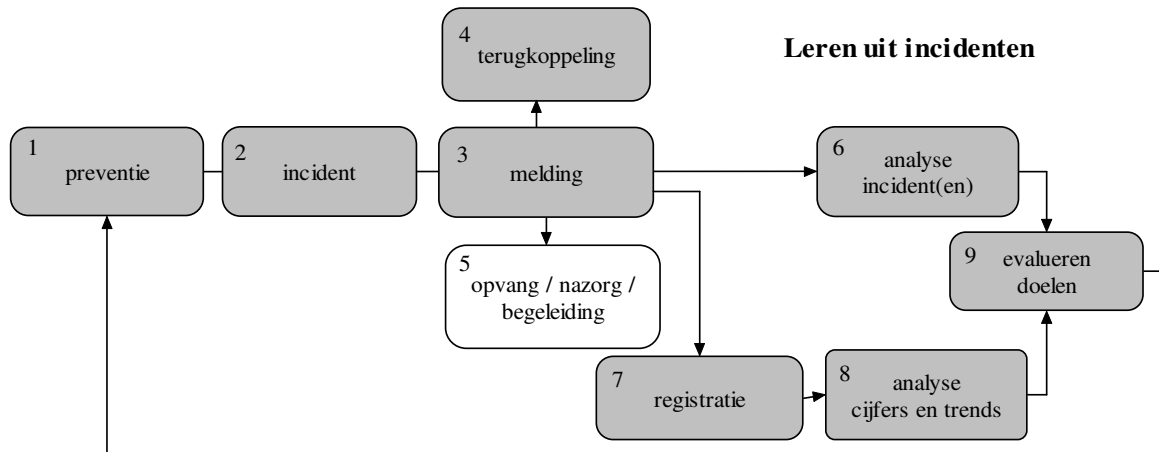 Leren uit incidenten
4
terugkoppeling
1
preventie
2
incident
3
melding
6
analyse
incident(en)
5
opvang / nazorg /
begeleiding
9
evalueren
doelen
7
registratie
8
analyse
cijfers en trends